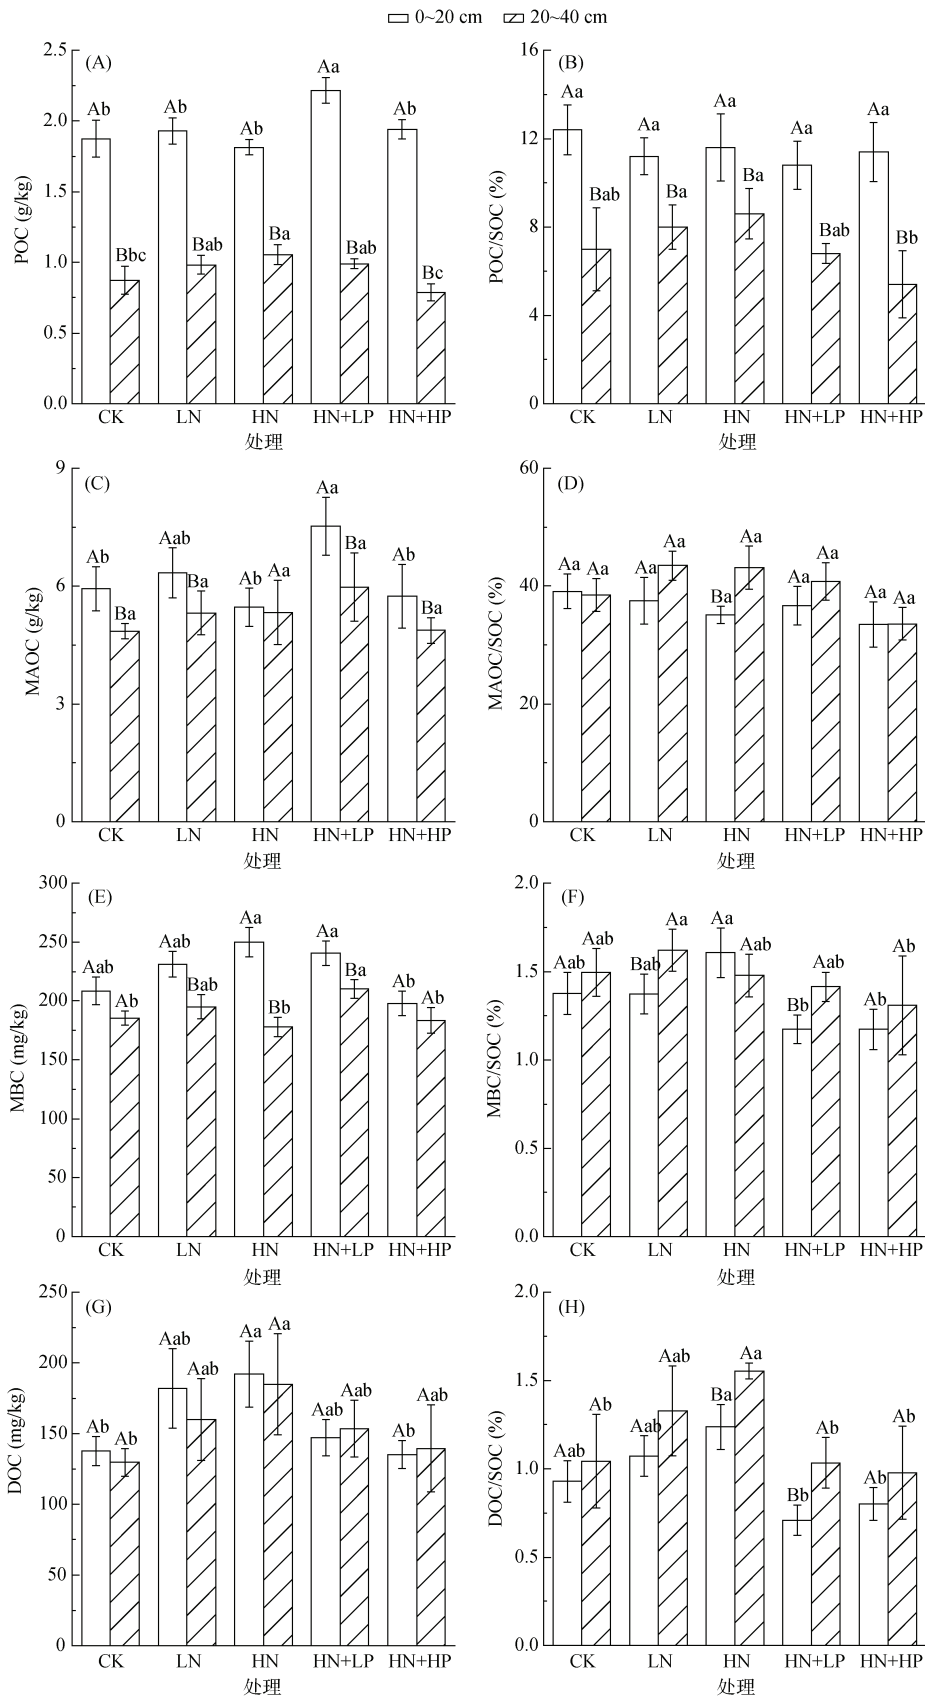 0~20 cm 20~40 cm
(A)
POC (g/kg)
2.5
2.0
1.5
1.0
0.5
0.0
Ab Ab Ab Aa Ab
Bbc Bab Ba Bab Bc
CK LN HN HN+LP HN+HP
处理
(B)
POC/SOC (%)
16
12
8
4
0
Aa Aa Aa Aa Aa
Bab Ba Ba Bab Bb
CK LN HN HN+LP HN+HP
处理
(C)
MAOC (g/kg)
9
6
3
0
Ab Aab Ab Aa Ab
Ba Ba Aa Ba Ba
CK LN HN HN+LP HN+HP
处理
(D)
MAOC/SOC (%)
60
40
20
0
Aa Aa Ba Aa Aa
Aa Aa Aa Aa Aa
CK LN HN HN+LP HN+HP
处理
(E)
MBC (mg/kg)
300
250
200
150
100
50
0
Aab Aab Aa Aa Ab
Ab Bab Bb Ba Ab
CK LN HN HN+LP HN+HP
处理
(F)
MBC/SOC (%)
2.0
1.5
1.0
0.5
0.0
Aab Bab Aa Bb Ab
Aab Aa Aab Aab Ab
CK LN HN HN+LP HN+HP
处理
(G)
DOC (mg/kg)
250
200
150
100
50
0
Ab Aab Aa Aab Ab
Ab Aab Aa Aab Aab
CK LN HN HN+LP HN+HP
处理
(H)
DOC/SOC (%)
2.0
1.5
1.0
0.5
0.0
Aab Aab Ba Bb Ab
Ab Aab Aa Ab Ab
CK LN HN HN+LP HN+HP
处理